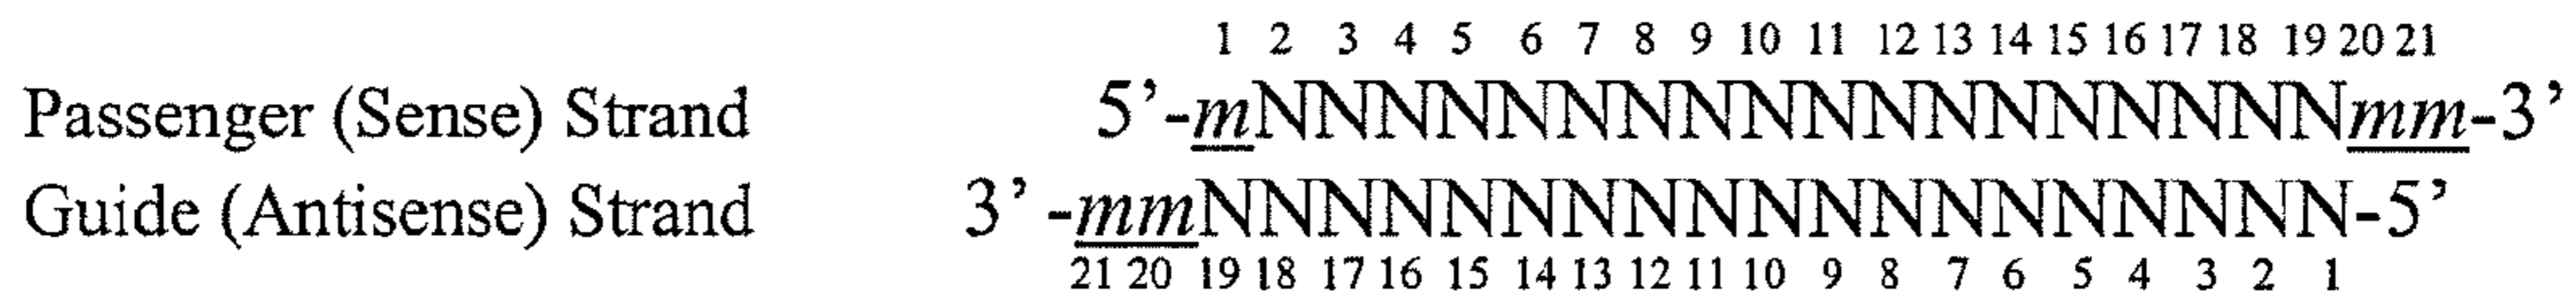 1 2 3 4 5 6 7 8 9 10 11 12 13 14 15 16 17 18 19 20 21
Passenger (Sense) Strand 5’-mNNNNNNNNNNNNNNNNNNmm-3’
Guide (Antisense) Strand 3’-mmNNNNNNNNNNNNNNNNNNN-5’
21 20 19 18 17 16 15 14 13 12 11 10 9 8 7 6 5 4 3 2 1